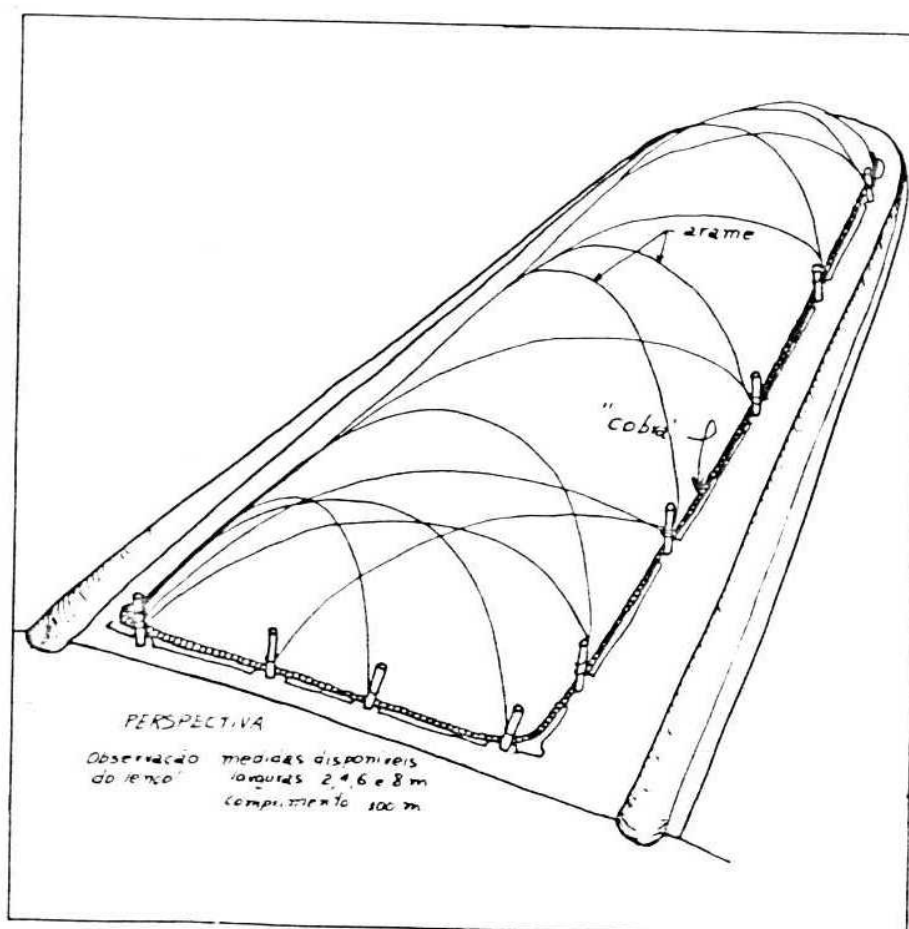 arame
"cobra"
PERSPECTIVA
Observação medidas disponíveis
do lençol larguras 2,4,6 e 8 m
comprimento 100 m